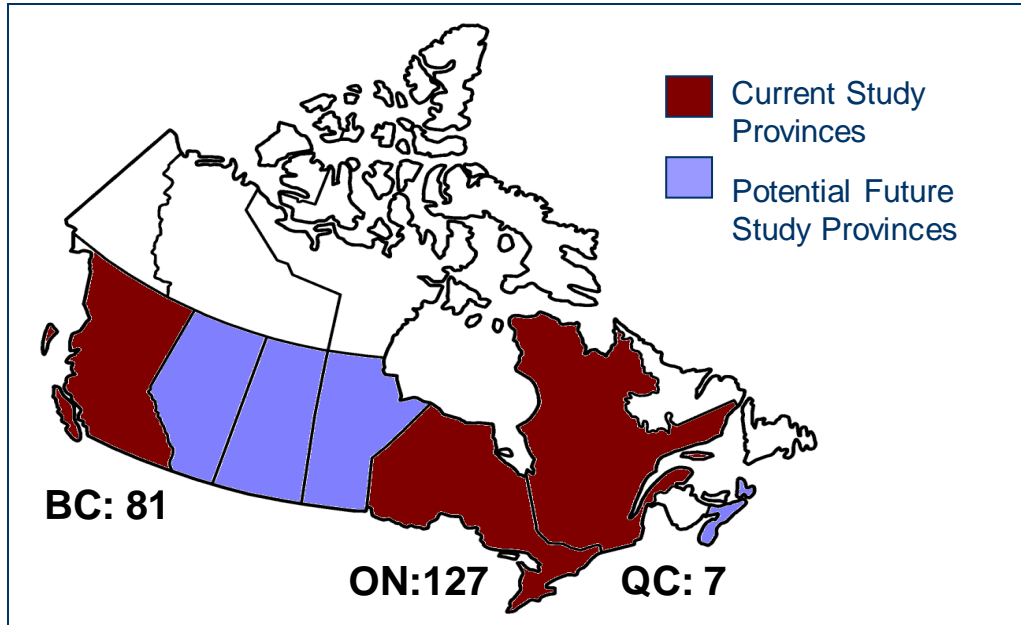 Current Study
Provinces
Potential Future
Study Provinces
BC: 81
ON:127
QC: 7